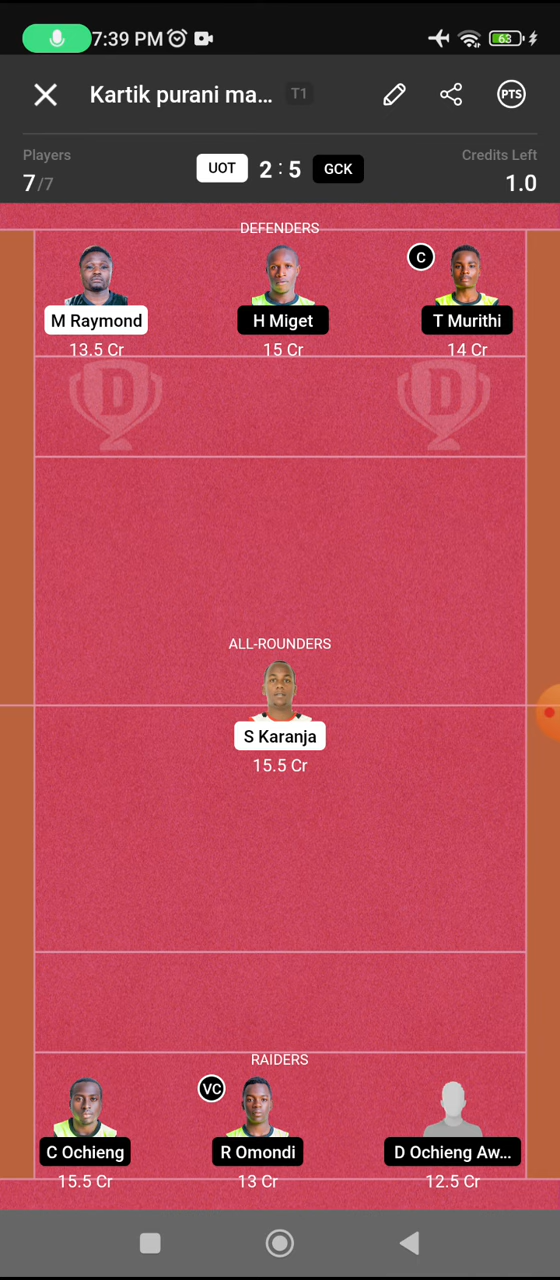 7:39 PM 63
Kartik purani ma... T1 PTS
Players
Credits Left
7/7
UOT 2 : 5 GCK
1.0
DEFENDERS
C
M Raymond H Miget T Murithi
13.5 Cr 15 Cr 14 Cr
D D
ALL-ROUNDERS
S Karanja
15.5 Cr
RAIDERS
VC
C Ochieng R Omondi D Ochieng Aw...
15.5 Cr 13 Cr 12.5 Cr